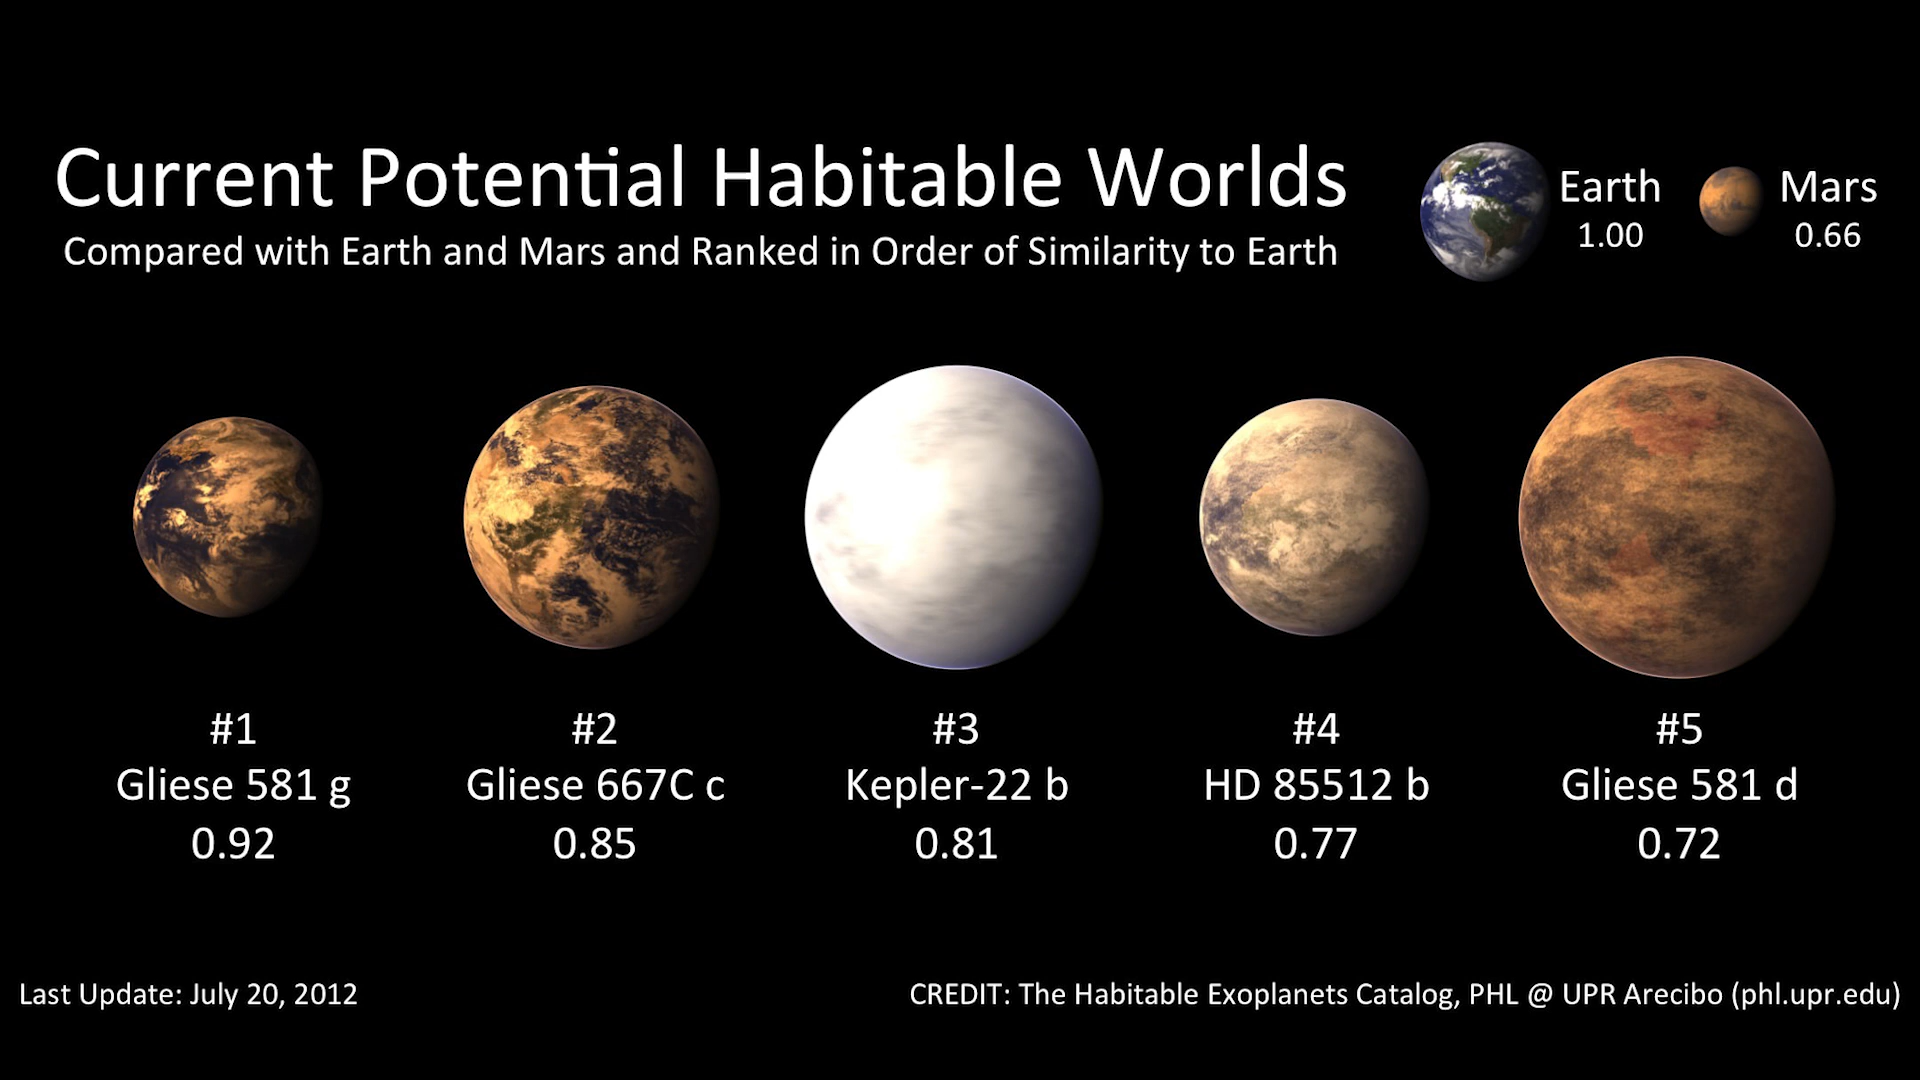 Current Potential Habitable Worlds
Compared with Earth and Mars and Ranked in Order of Similarity to Earth
Earth
1.00
Mars
0.66
#1
Gliese 581 g
0.92
#2
Gliese 667C c
0.85
#3
Kepler-22 b
0.81
#4
HD 85512 b
0.77
#5
Gliese 581 d
0.72
Last Update: July 20, 2012
CREDIT: The Habitable Exoplanets Catalog, PHL @ UPR Arecibo (phl.upr.edu)